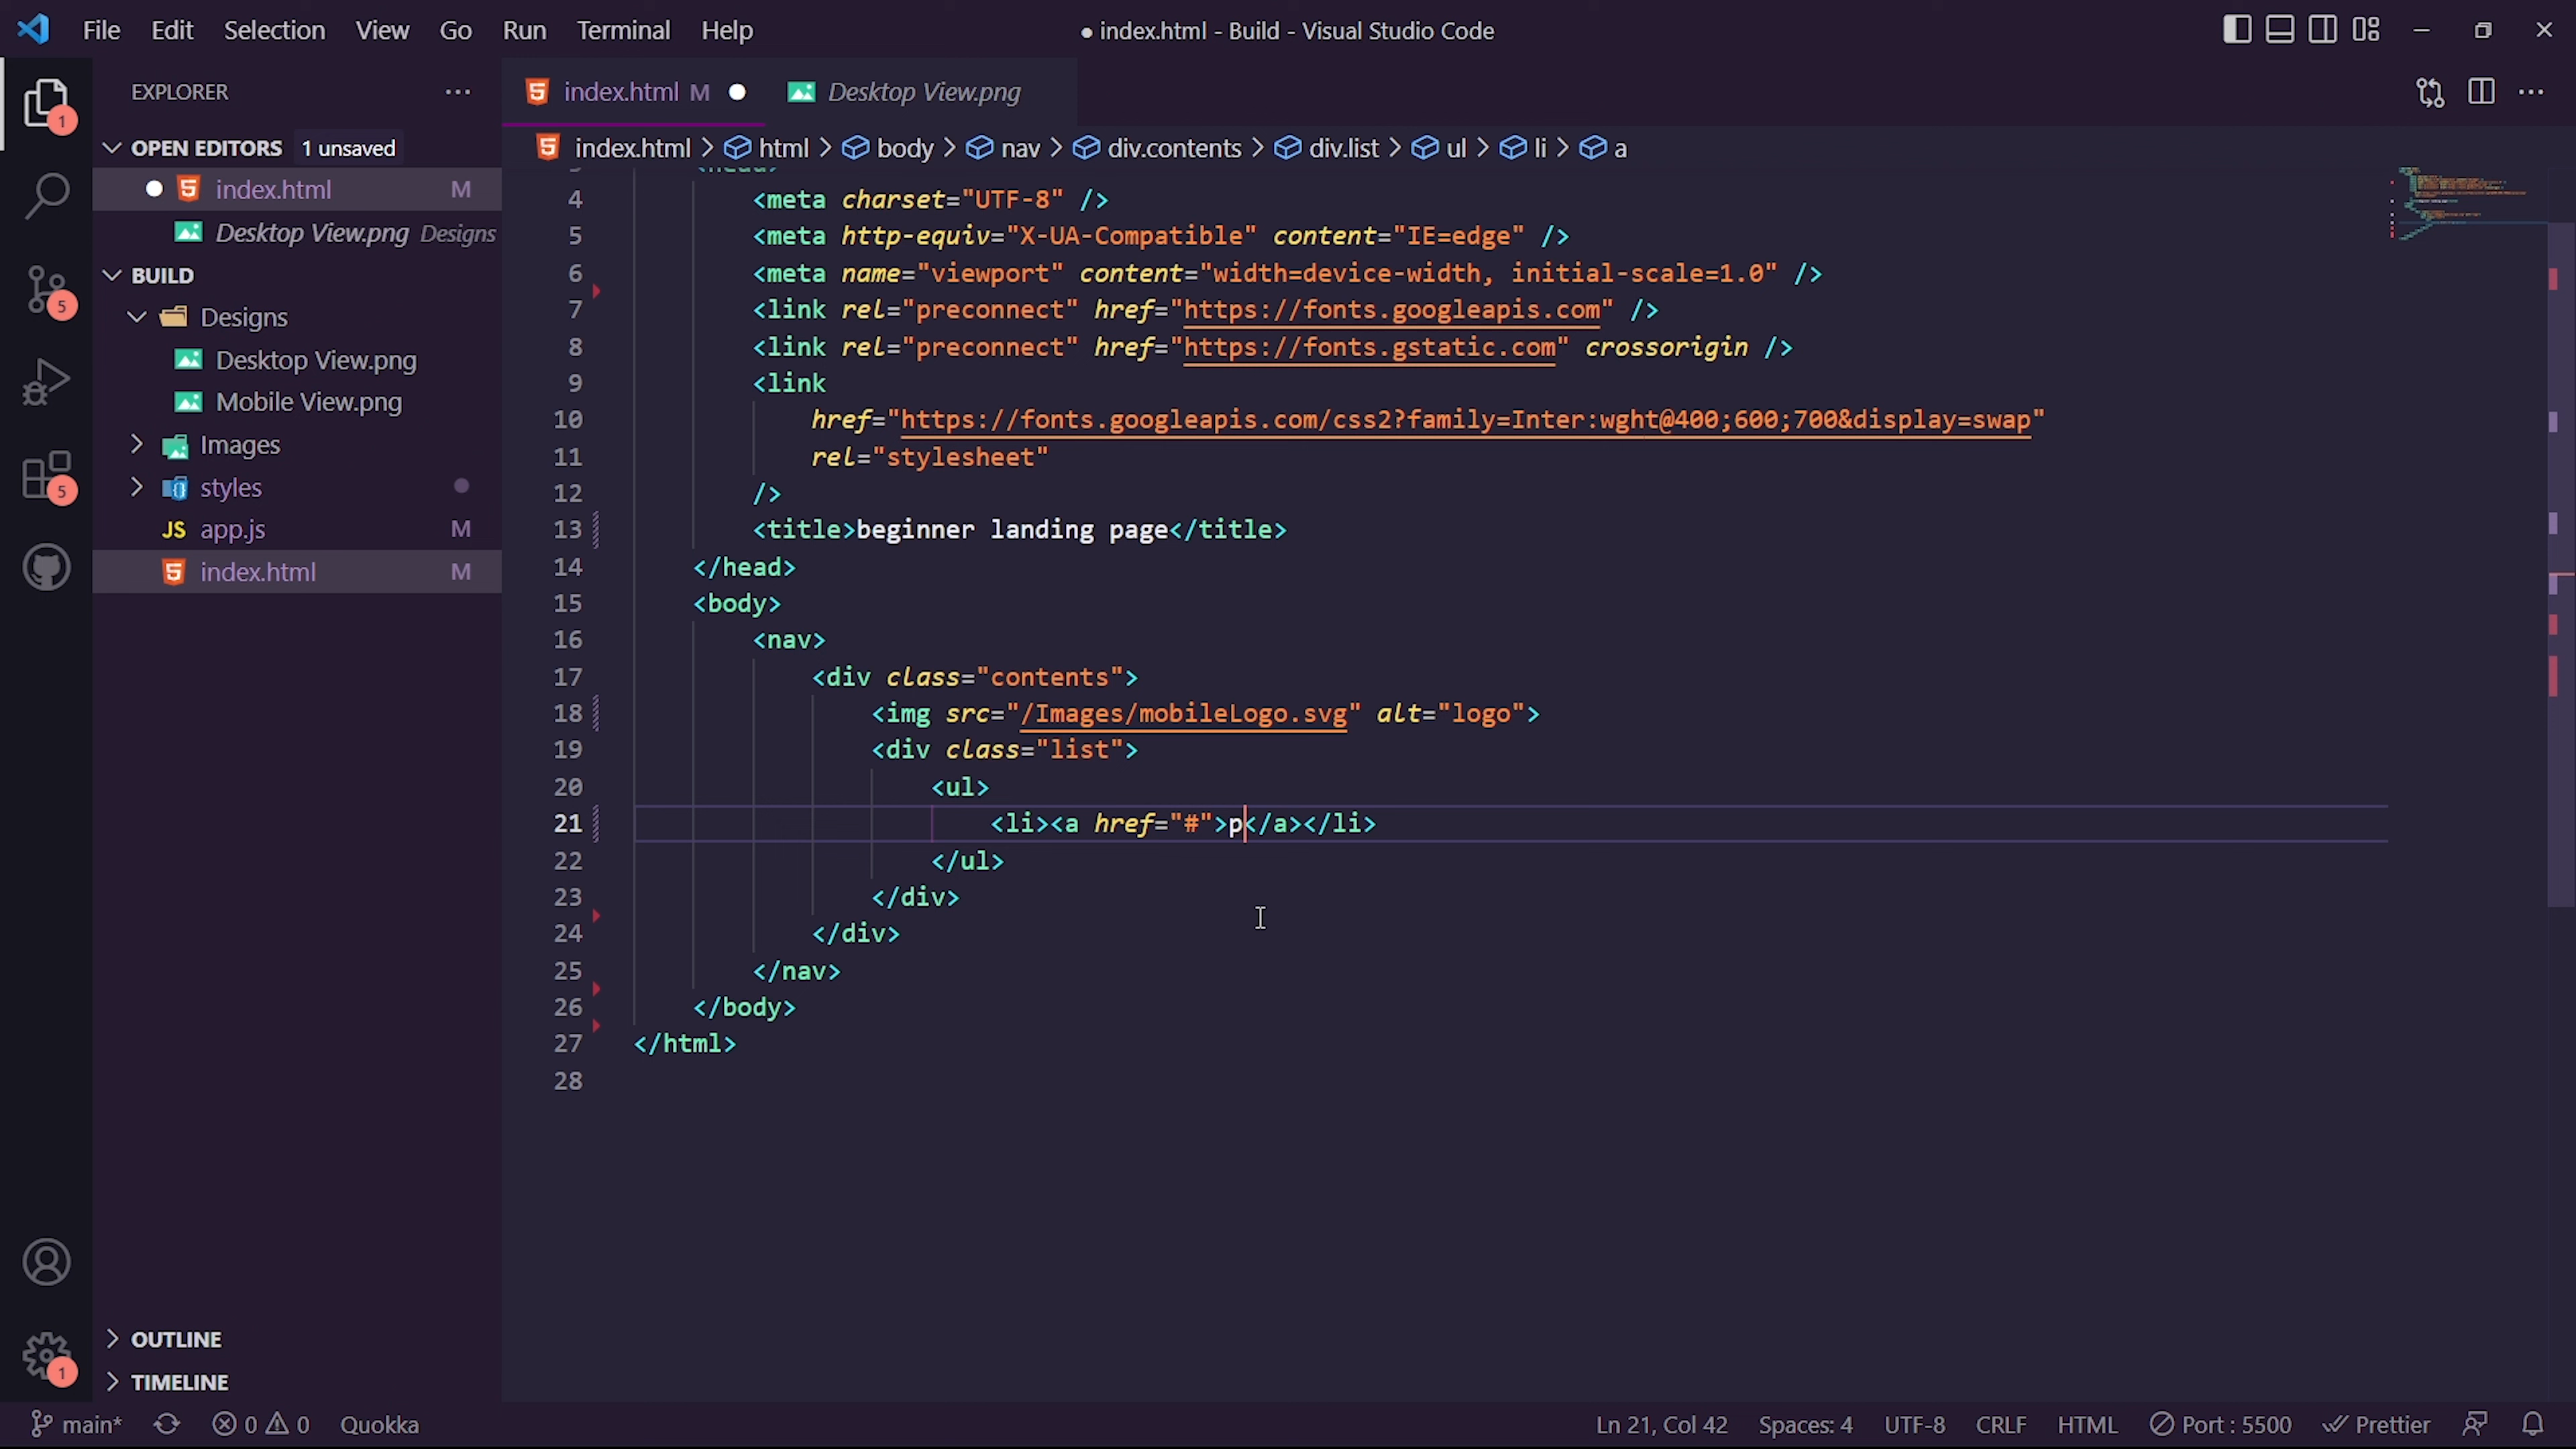 File Edit Selection View Go Run Terminal Help
● index.html - Build - Visual Studio Code
EXPLORER
OPEN EDITORS 1 unsaved
index.html M
Desktop View.png Designs
BUILD
Designs
Desktop View.png
Mobile View.png
Images
styles
app.js M
index.html M
OUTLINE
TIMELINE
1
5
5
1
index.html M
Desktop View.png
index.html > html > body > nav > div.contents > div.list > ul > li > a
3 <head>
4 <meta charset="UTF-8" />
5 <meta http-equiv="X-UA-Compatible" content="IE=edge" />
6 <meta name="viewport" content="width=device-width, initial-scale=1.0" />
7 <link rel="preconnect" href="https://fonts.googleapis.com" />
8 <link rel="preconnect" href="https://fonts.gstatic.com" crossorigin />
9 <link
10 href="https://fonts.googleapis.com/css2?family=Inter:wght@400;600;700&display=swap"
11 rel="stylesheet"
12 />
13 <title>beginner landing page</title>
14 </head>
15 <body>
16 <nav>
17 <div class="contents">
18 <img src="/Images/mobileLogo.svg" alt="logo">
19 <div class="list">
20 <ul>
21 <li><a href="#">p</a></li>
22 </ul>
23 </div>
24 </div>
25 </nav>
26 </body>
27 </html>
28
main* 0 0 Quokka
Ln 21, Col 42 Spaces: 4 UTF-8 CRLF HTML Port : 5500 Prettier